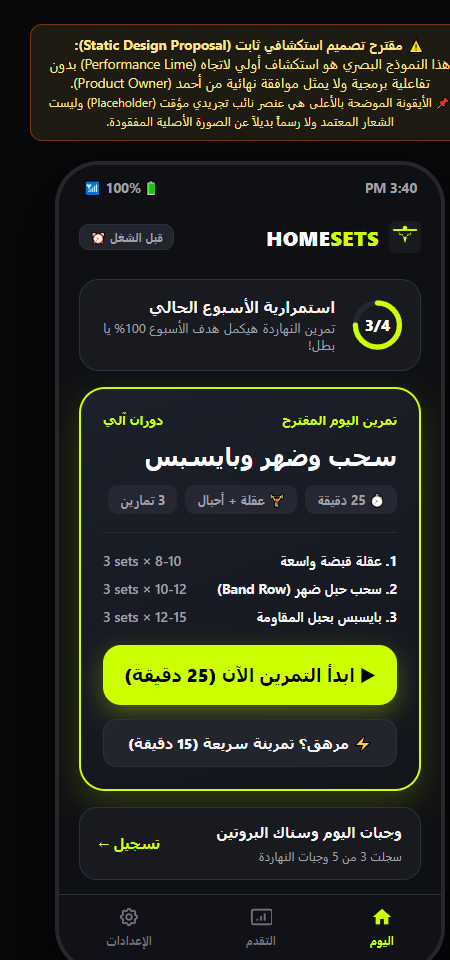 ⚠️ مقترح تصميم استكشافي ثابت (Static Design Proposal):
هذا النموذج البصري هو استكشاف أولي لاتجاه (Performance Lime) بدون
تفاعلية برمجية ولا يمثل موافقة نهائية من أحمد (Product Owner).
📌 الأيقونة الموضحة بالأعلى هي عنصر نائب تجريدي مؤقت (Placeholder) وليست
الشعار المعتمد ولا رسماً بديلاً عن الصورة الأصلية المفقودة.
3:40 PM
📶 100% 🔋
HOMESETS
قبل الشغل ⏰
3/4
استمرارية الأسبوع الحالي
تمرين النهاردة هيكمل هدف الأسبوع 100% يا
بطل!
تمرين اليوم المقترح
دوران آلي
سحب وضهر وبايسبس
⏱ 25 دقيقة
عقلة + أحبال
3 تمارين
1. عقلة قبضة واسعة
3 sets × 8-10
2. سحب حبل ضهر (Band Row)
3 sets × 10-12
3. بايسبس بحبل المقاومة
3 sets × 12-15
▶ ابدأ التمرين الآن (25 دقيقة)
⚡ مرهق؟ تمرينة سريعة (15 دقيقة)
وجبات اليوم وسناك البروتين
سجلت 3 من 5 وجبات النهاردة
تسجيل ←
اليوم
التقدم
الإعدادات